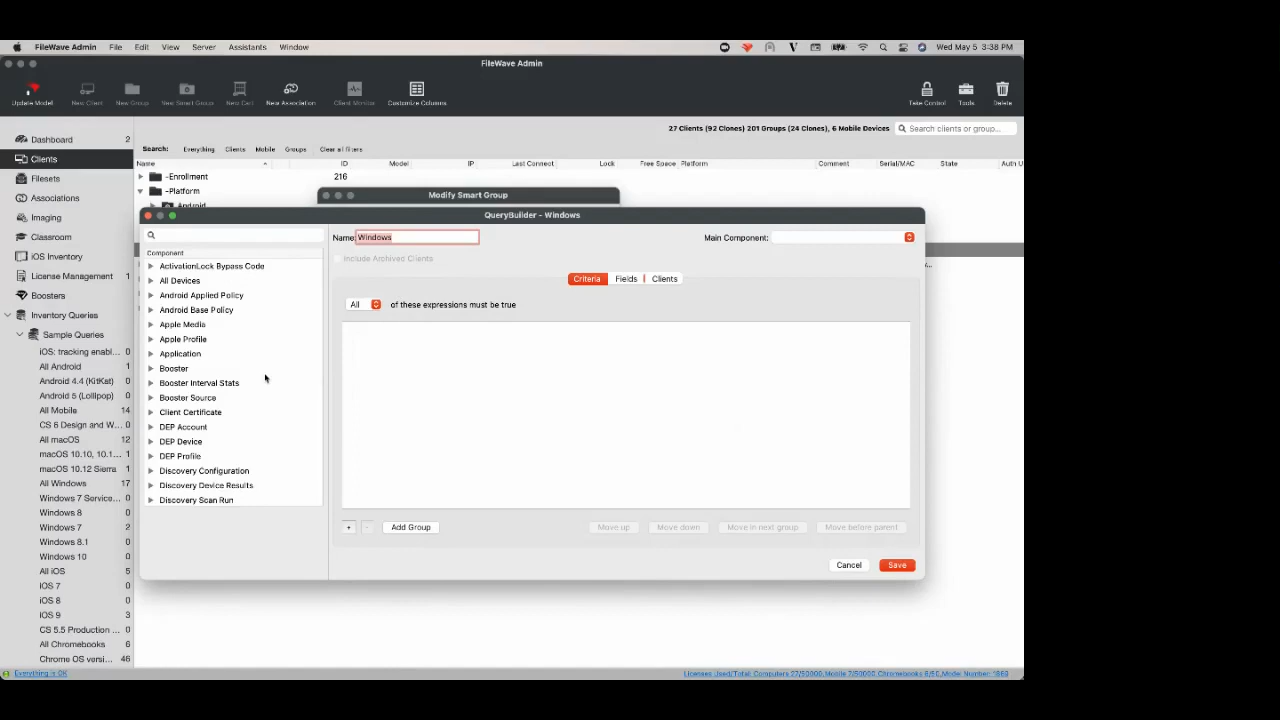 FileWave Admin File Edit View Server Assistants Window Wed May 5 3:38 PM
FileWave Admin
Update Model New Client New Group New Smart Group New Cart New Association Client Monitor Customize Columns Take Control Tools Delete
27 Clients (92 Clones) 201 Groups (24 Clones), 6 Mobile Devices Search clients or group...
Search: Everything Clients Mobile Groups Clear all filters
Name ID Model IP Last Connect Lock Free Space Platform Comment Serial/MAC State Auth U
-Enrollment 216
-Platform
Android
Dashboard 2
Clients
Filesets
Associations
Imaging
Classroom
iOS Inventory
License Management 1
Boosters
Inventory Queries
Sample Queries
iOS: tracking enabl... 0
All Android 1
Android 4.4 (KitKat) 0
Android 5 (Lollipop) 0
All Mobile 14
CS 6 Design and W... 0
All macOS 12
macOS 10.10, 10.1... 1
macOS 10.12 Sierra 1
All Windows 17
Windows 7 Service... 0
Windows 8 0
Windows 7 2
Windows 8.1 0
Windows 10 0
All iOS 5
iOS 7 0
iOS 8 0
iOS 9 3
CS 5.5 Production ... 0
All Chromebooks 6
Chrome OS versi... 46
Modify Smart Group
QueryBuilder - Windows
Component
ActivationLock Bypass Code
All Devices
Android Applied Policy
Android Base Policy
Apple Media
Apple Profile
Application
Booster
Booster Interval Stats
Booster Source
Client Certificate
DEP Account
DEP Device
DEP Profile
Discovery Configuration
Discovery Device Results
Discovery Scan Run
Name: Windows Main Component:
Include Archived Clients
Criteria Fields Clients
All of these expressions must be true
+ - Add Group Move up Move down Move in next group Move before parent
Cancel Save
Everything is OK